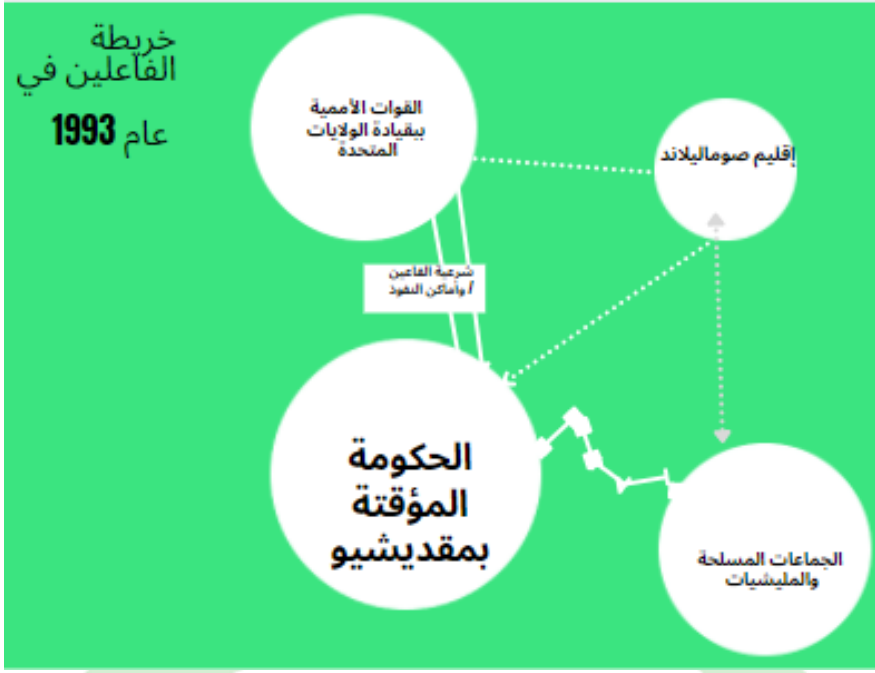 خريطة
الفاعلين في
عام 1993
القوات الأممية
بقيادة الولايات
المتحدة
إقليم صوماليلاند
شرعية الفاعين
/ وأماكن النفوذ
الحكومة
المؤقتة
بمقديشيو
الجماعات المسلحة
والمليشيات